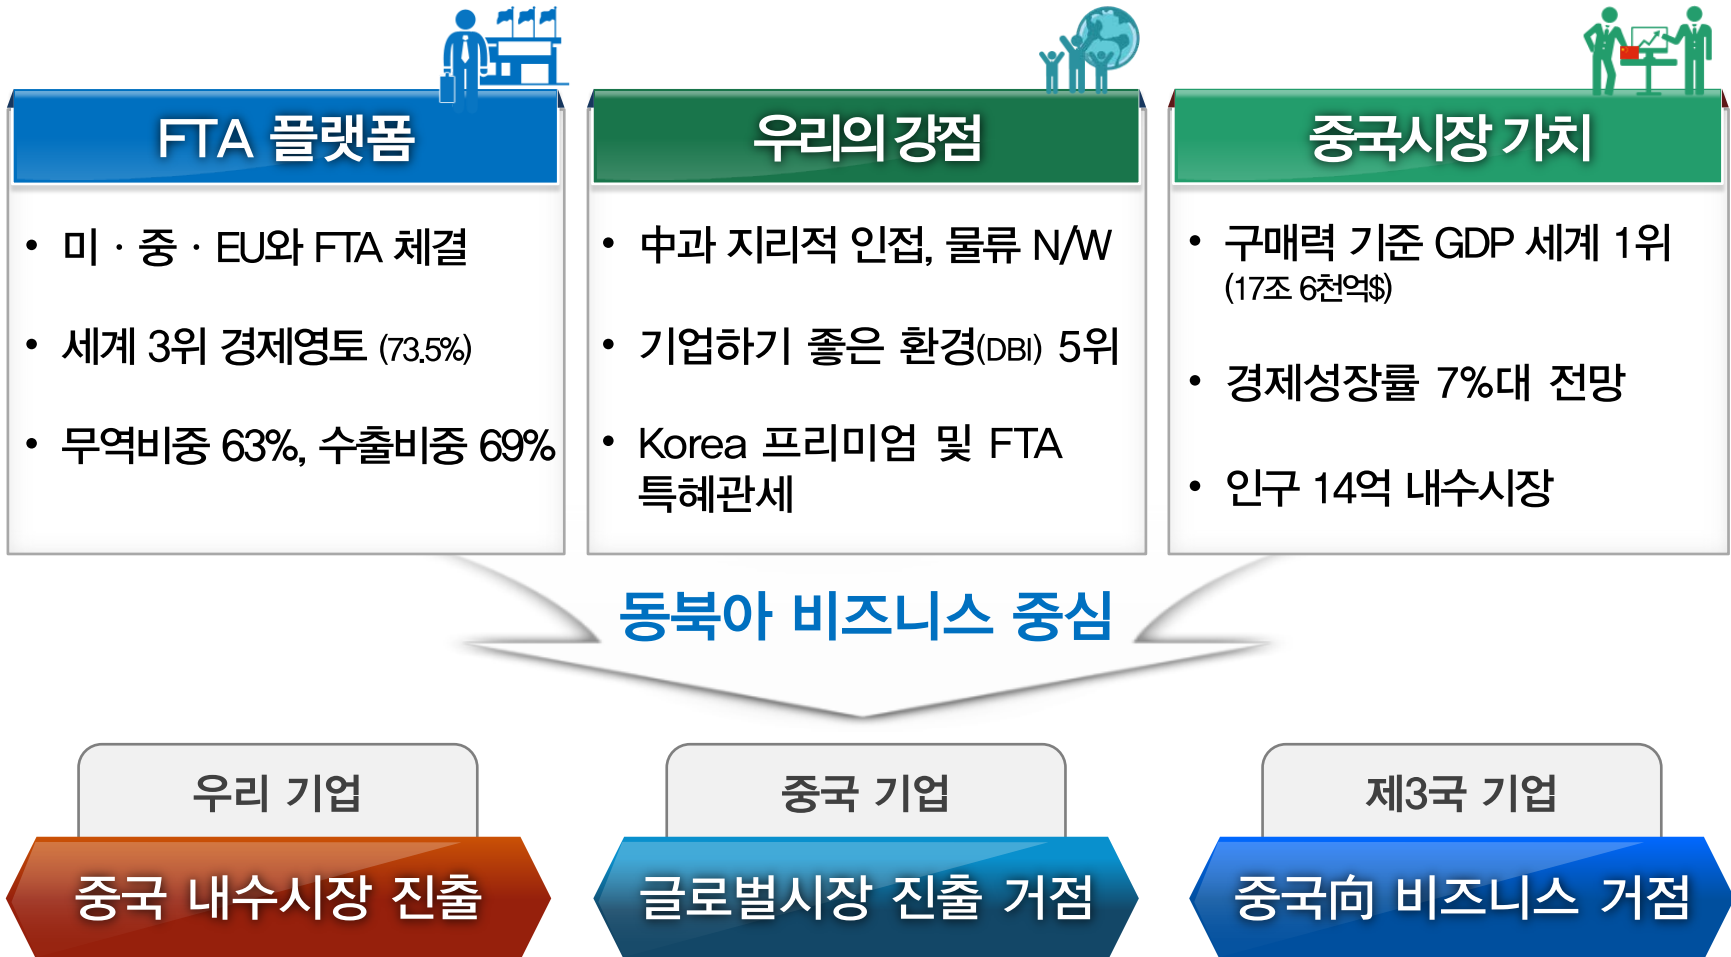 FTA 플랫폼
• 미 · 중 · EU와 FTA 체결
• 세계 3위 경제영토 (73.5%)
• 무역비중 63%, 수출비중 69%
우리의 강점
• 中과 지리적 인접, 물류 N/W
• 기업하기 좋은 환경(DBI) 5위
• Korea 프리미엄 및 FTA
특혜관세
중국시장 가치
• 구매력 기준 GDP 세계 1위
(17조 6천억$)
• 경제성장률 7%대 전망
• 인구 14억 내수시장
동북아 비즈니스 중심
우리 기업
중국 내수시장 진출
중국 기업
글로벌시장 진출 거점
제3국 기업
중국向 비즈니스 거점